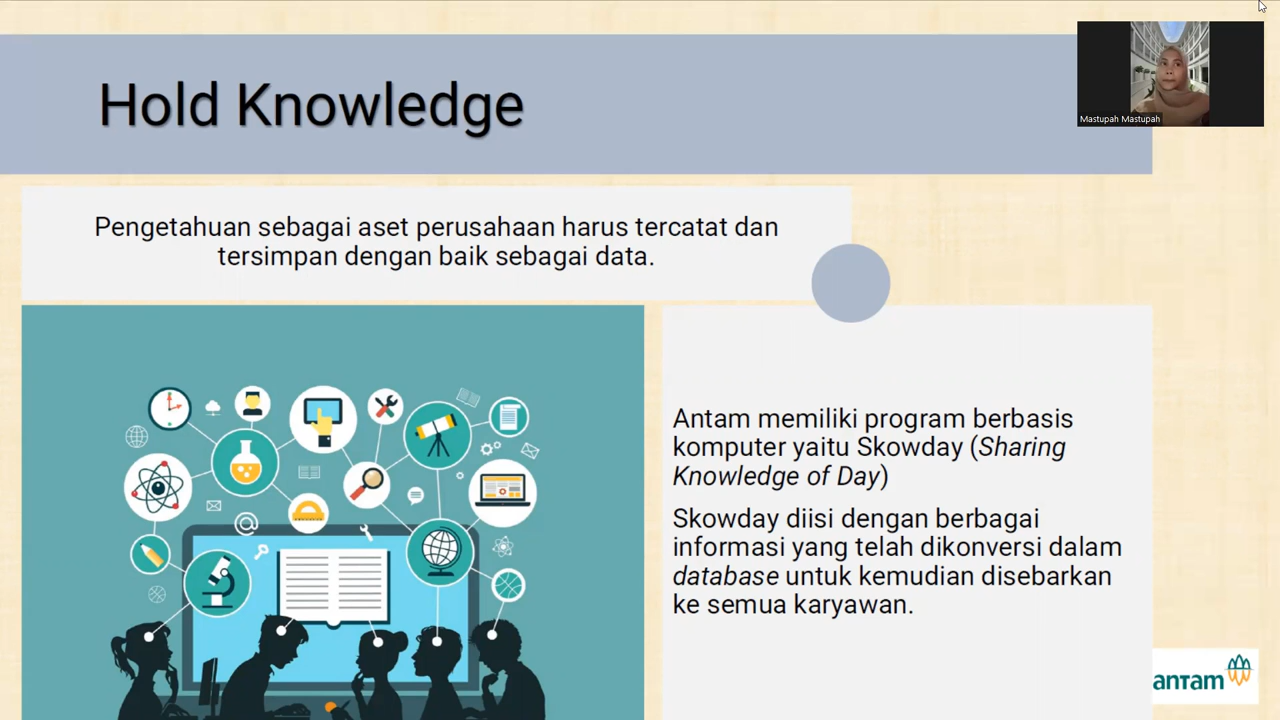 Hold Knowledge
Mastupah Mastupah
Pengetahuan sebagai aset perusahaan harus tercatat dan
tersimpan dengan baik sebagai data.
Antam memiliki program berbasis
komputer yaitu Skowday (Sharing
Knowledge of Day)
Skowday diisi dengan berbagai
informasi yang telah dikonversi dalam
database untuk kemudian disebarkan
ke semua karyawan.
antam